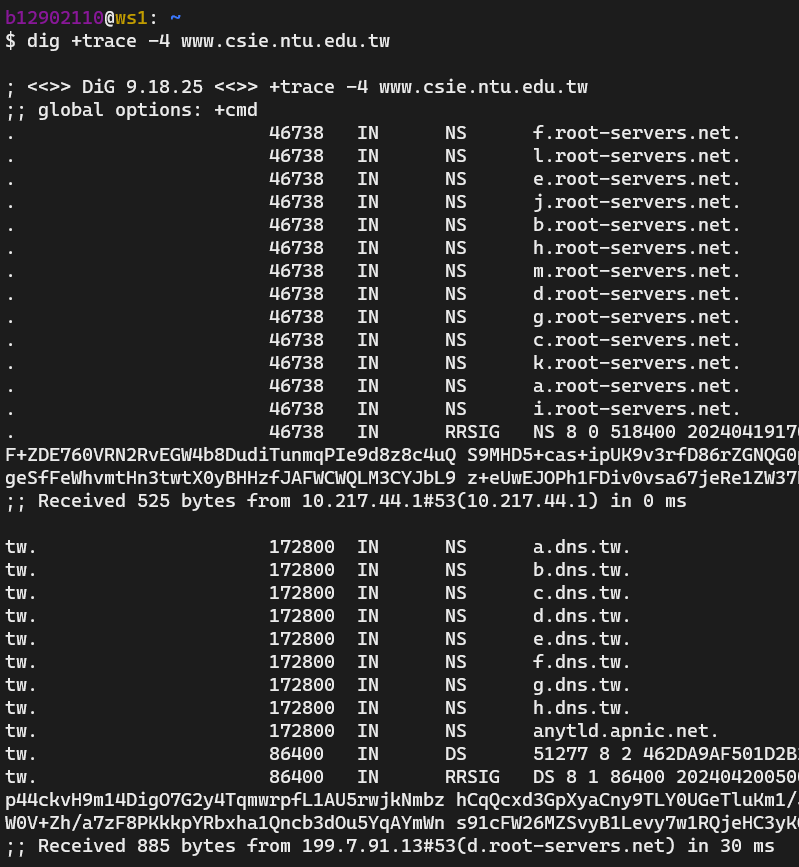 b12902110@ws1: ~
$ dig +trace -4 www.csie.ntu.edu.tw
; <<>> DiG 9.18.25 <<>> +trace -4 www.csie.ntu.edu.tw
;; global options: +cmd
. 46738 IN NS f.root-servers.net.
. 46738 IN NS l.root-servers.net.
. 46738 IN NS e.root-servers.net.
. 46738 IN NS j.root-servers.net.
. 46738 IN NS b.root-servers.net.
. 46738 IN NS h.root-servers.net.
. 46738 IN NS m.root-servers.net.
. 46738 IN NS d.root-servers.net.
. 46738 IN NS g.root-servers.net.
. 46738 IN NS c.root-servers.net.
. 46738 IN NS k.root-servers.net.
. 46738 IN NS a.root-servers.net.
. 46738 IN NS i.root-servers.net.
. 46738 IN RRSIG NS 8 0 518400 2024041917
F+ZDE760VRN2RvEGW4b8DudiTunmqPIe9d8z8c4uQ S9MHD5+cas+ipUK9v3rfD86rZGNQG0
geSfFeWhvmtHn3twtX0yBHHzfJAFWCWQLM3CYJbL9 z+eUwEJOPh1FDiv0vsa67jeRe1ZW37
;; Received 525 bytes from 10.217.44.1#53(10.217.44.1) in 0 ms
tw. 172800 IN NS a.dns.tw.
tw. 172800 IN NS b.dns.tw.
tw. 172800 IN NS c.dns.tw.
tw. 172800 IN NS d.dns.tw.
tw. 172800 IN NS e.dns.tw.
tw. 172800 IN NS f.dns.tw.
tw. 172800 IN NS g.dns.tw.
tw. 172800 IN NS h.dns.tw.
tw. 172800 IN NS anytld.apnic.net.
tw. 86400 IN DS 51277 8 2 462DA9AF501D2B
tw. 86400 IN RRSIG DS 8 1 86400 202404200500
p44ckvH9m14DigO7G2y4TqmwrpfL1AU5rwjkNmbz hCqQcxd3GpXyaCny9TLY0UGeTluKm1/
W0V+Zh/a7zF8PKkkpYRbxha1Qncb3dOu5YqAYmWn s91cFW26MZSvyB1Levy7w1RQjeHC3yK
;; Received 885 bytes from 199.7.91.13#53(d.root-servers.net) in 30 ms